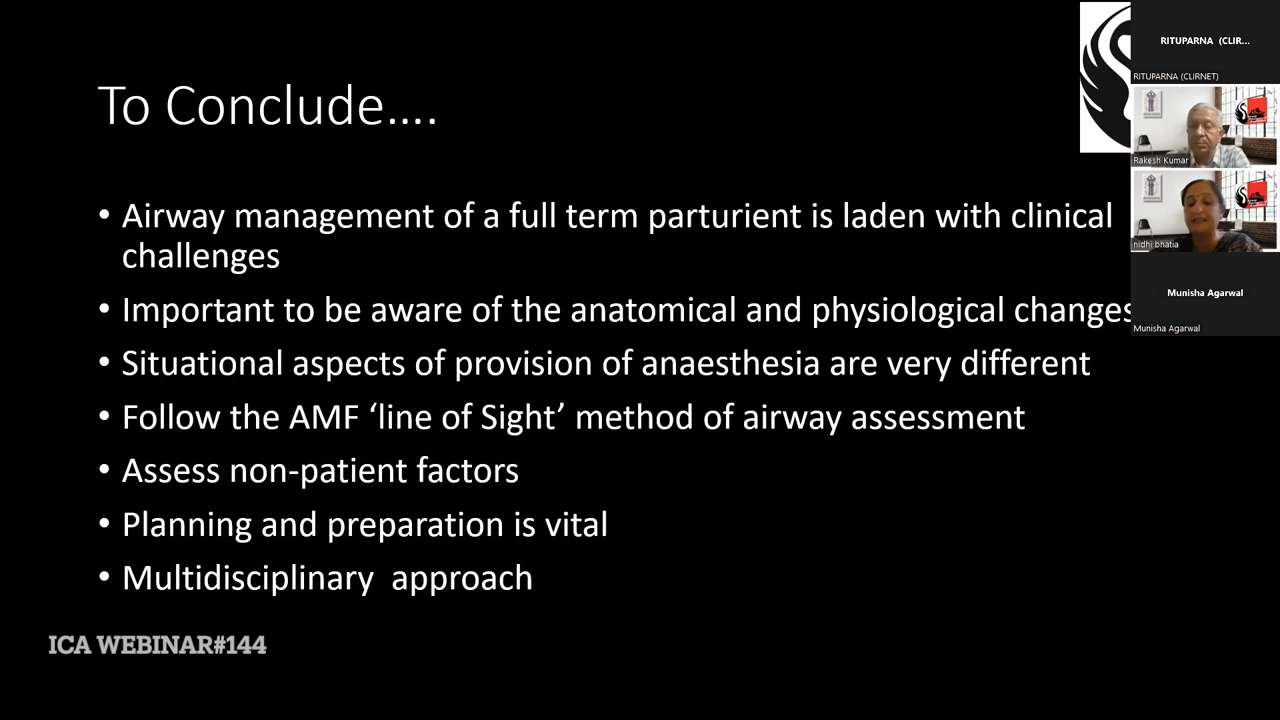 To Conclude....
• Airway management of a full term parturient is laden with clinical
challenges
• Important to be aware of the anatomical and physiological changes
• Situational aspects of provision of anaesthesia are very different
• Follow the AMF ‘line of Sight’ method of airway assessment
• Assess non-patient factors
• Planning and preparation is vital
• Multidisciplinary approach
ICA WEBINAR#144
RITUPARNA (CLIR...
RITUPARNA (CLIRNET)
Rakesh Kumar
nidhi bhatia
Munisha Agarwal
Munisha Agarwal